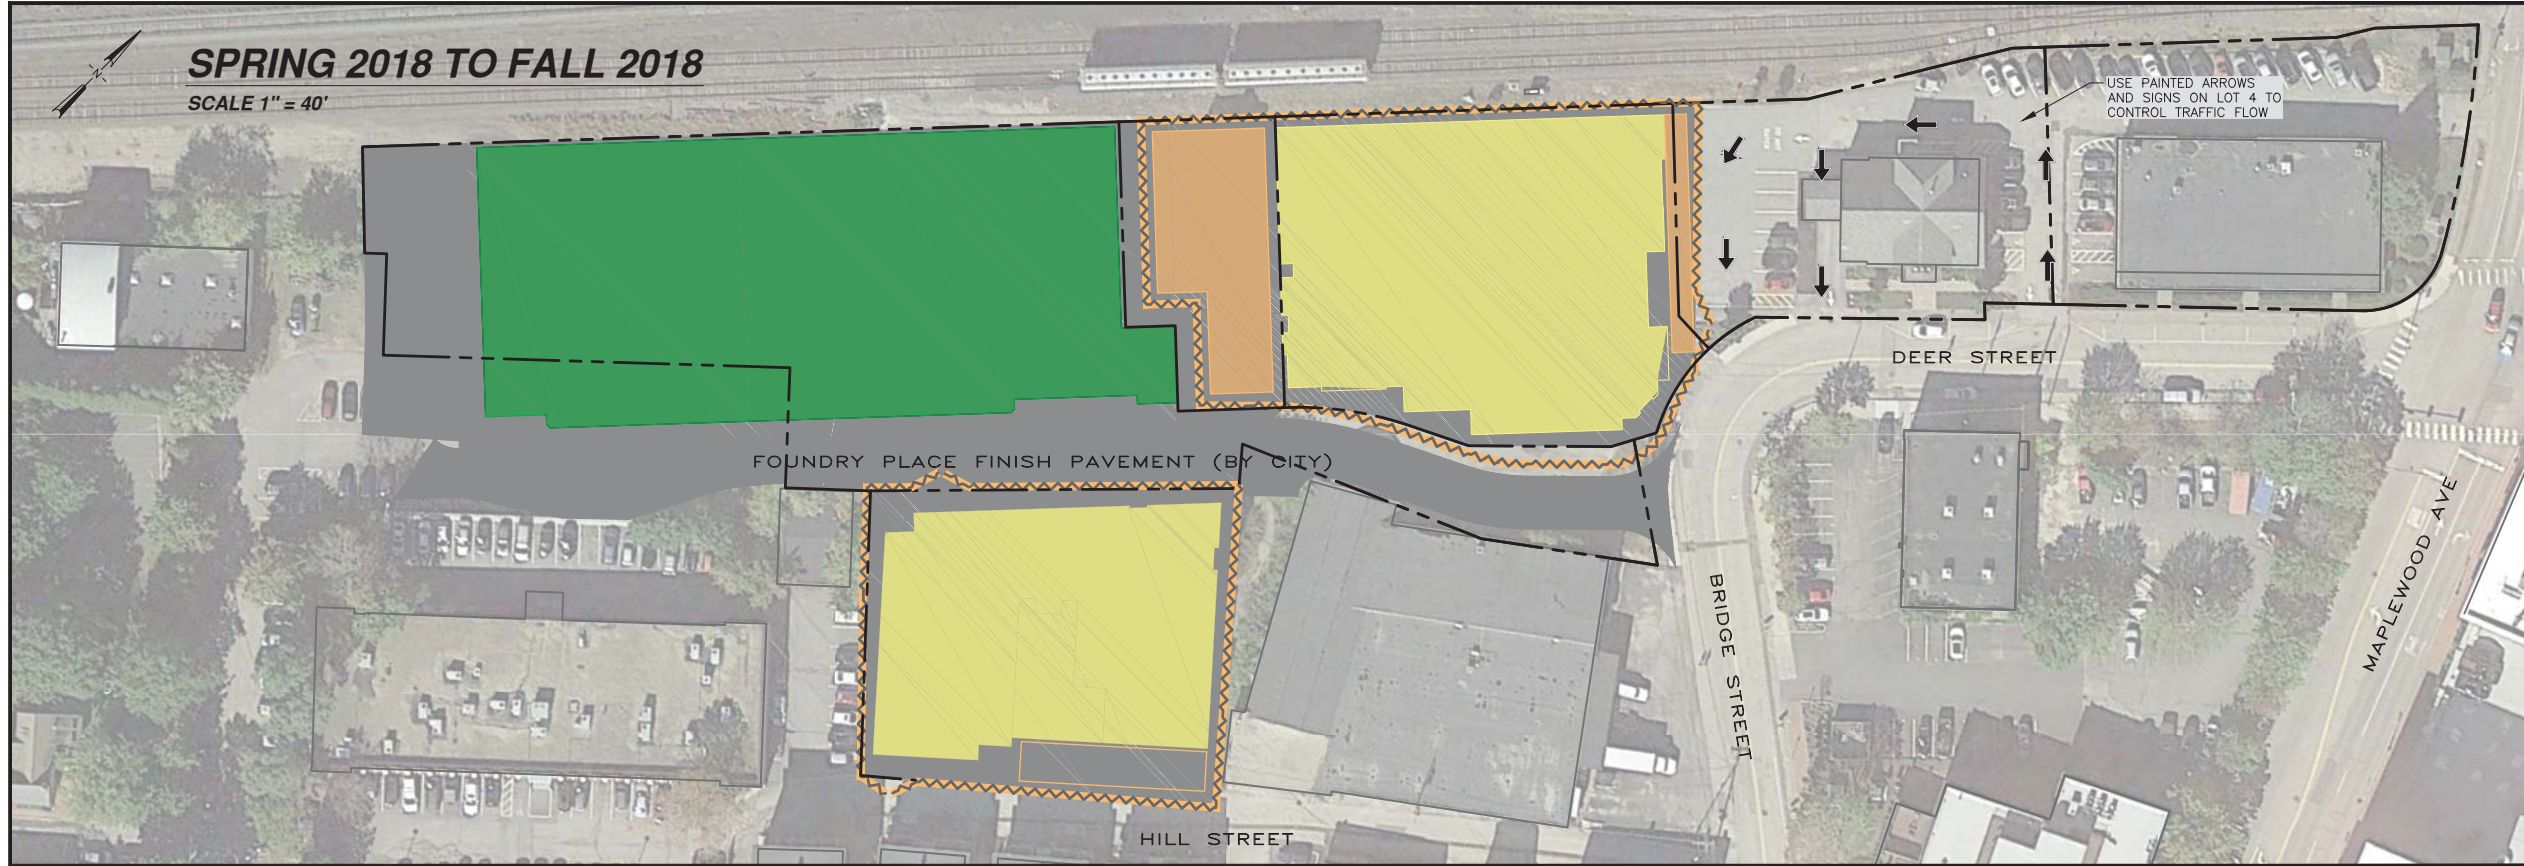 SPRING 2018 TO FALL 2018
SCALE 1" = 40'
USE PAINTED ARROWS
AND SIGNS ON LOT 4 TO
CONTROL TRAFFIC FLOW
DEER STREET
FOUNDRY PLACE FINISH PAVEMENT (BY CITY)
BRIDGE STREET
MAPLEWOOD AVE
HILL STREET